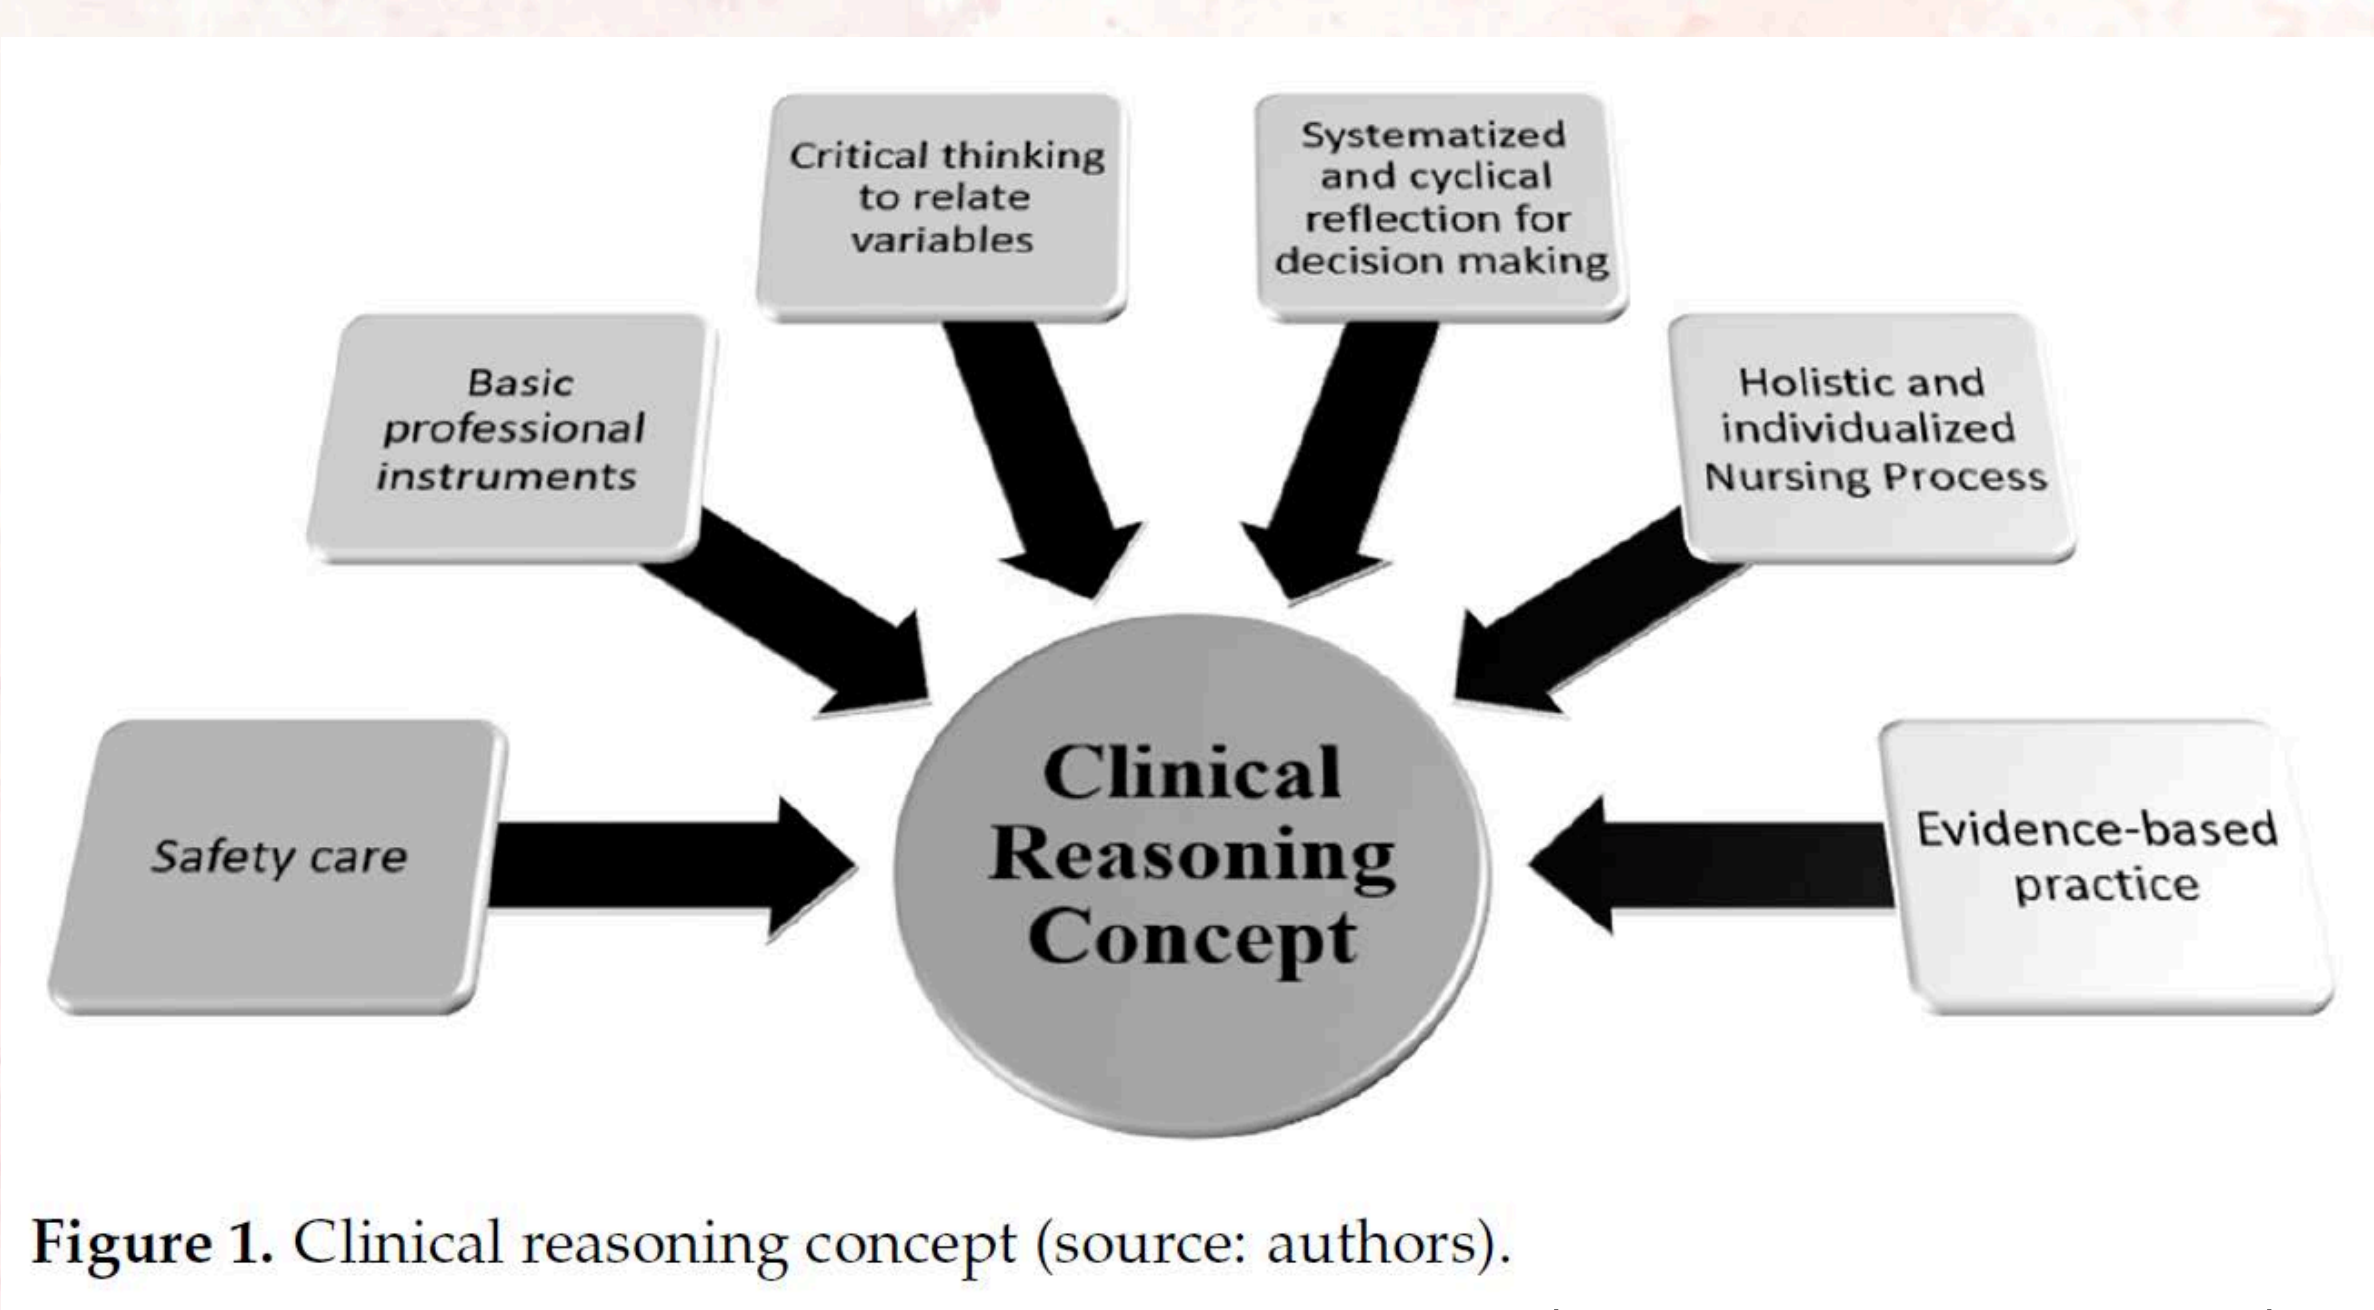 Critical thinking
to relate
variables
Systematized
and cyclical
reflection for
decision making
Basic
professional
instruments
Holistic and
individualized
Nursing Process
Safety care
Clinical
Reasoning
Concept
Evidence-based
practice
Figure 1. Clinical reasoning concept (source: authors).